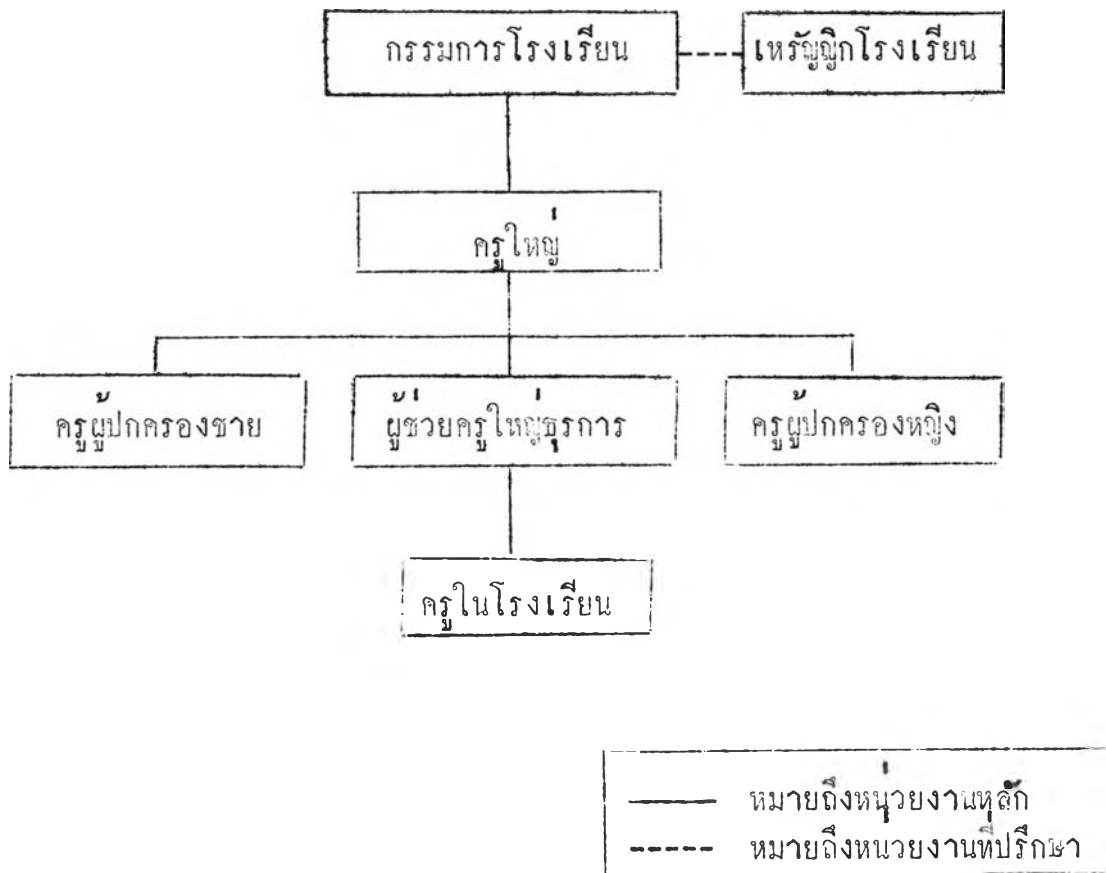 กรรมการโรงเรียน
เหรัญญิกโรงเรียน
ครูใหญ่
ครูผู้ปกครองชาย
ผู้ช่วยครูใหญ่ธุรการ
ครูผู้ปกครองหญิง
ครูในโรงเรียน
หมายถึงหน่วยงานหลัก
หมายถึงหน่วยงานที่ปรึกษา